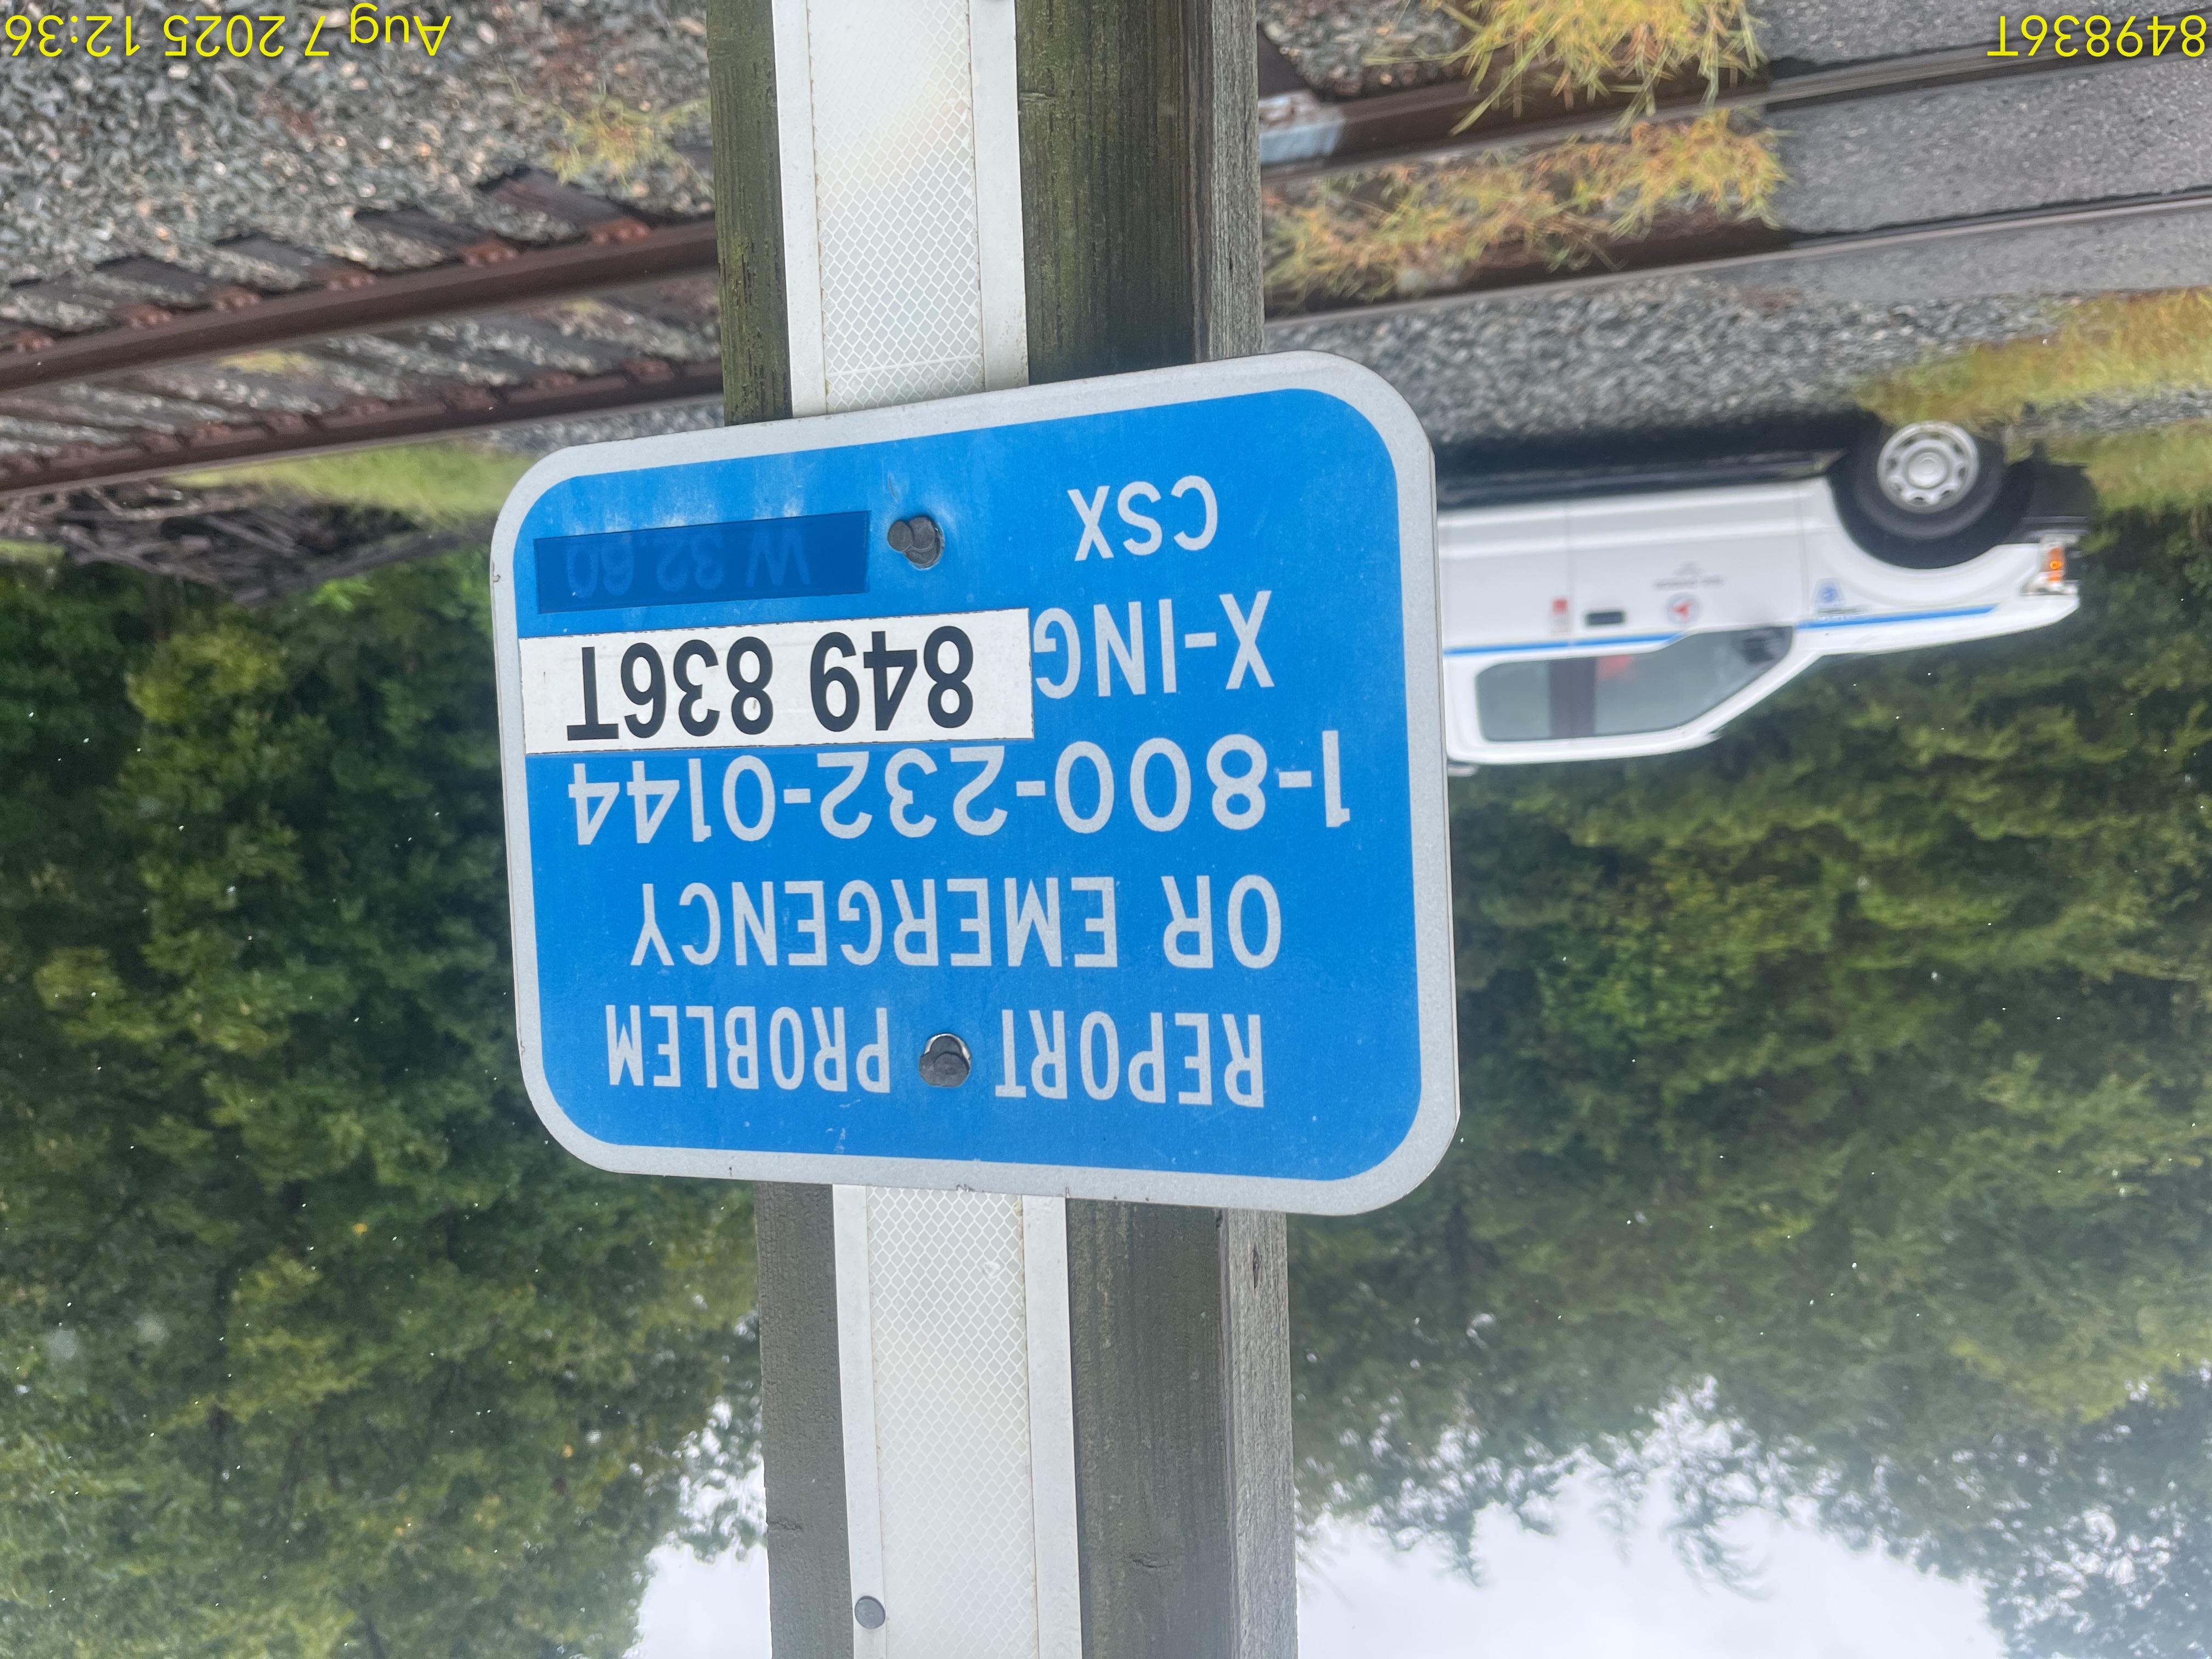 REPORT PROBLEM
OR EMERGENCY
1-800-232-0144
X-ING 849 836T
CSX W 32.60
849836T
Aug 7 2025 12:36